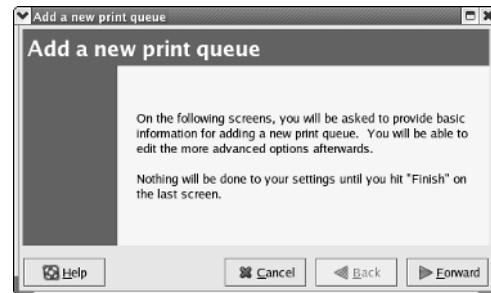 Add a new print queue
Add a new print queue
On the following screens, you will be asked to provide basic
information for adding a new print queue. You will be able to
edit the more advanced options afterwards.
Nothing will be done to your settings until you hit "Finish" on
the last screen.
Help
Cancel
Back
Forward